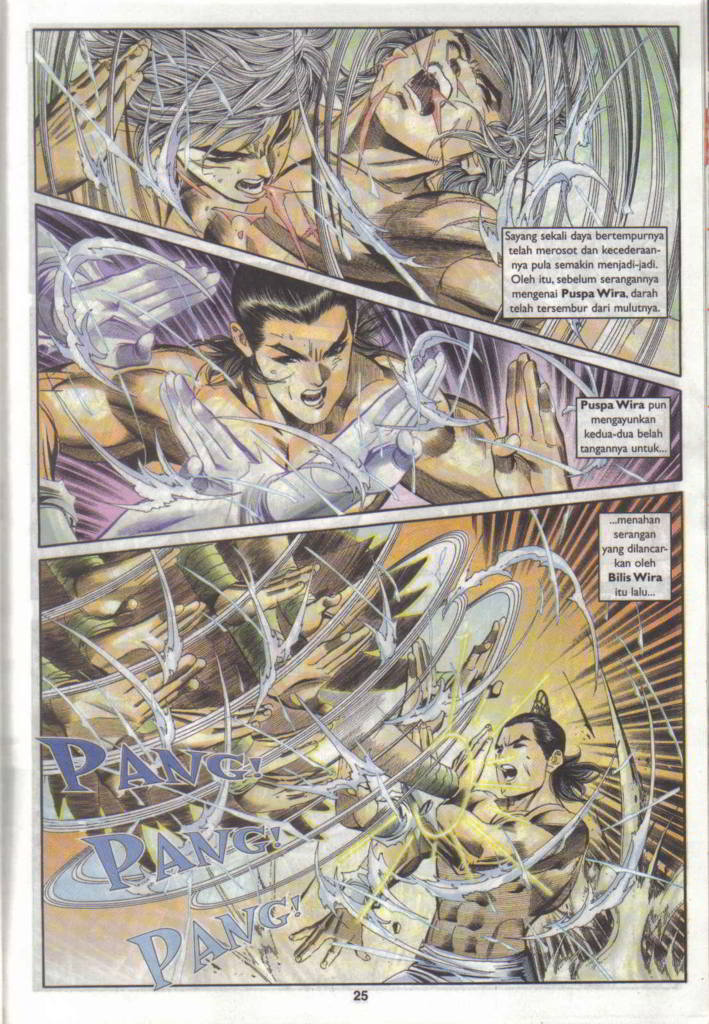 Sayang sekali daya bertempurnya
telah merosot dan kecederaan-
nya pula semakin menjadi-jadi.
Oleh itu, sebelum serangannya
mengenai Puspa Wira, darah
telah tersembur dari mulutnya.
Puspa Wira pun
mengayunkan
kedua-dua belah
tangannya untuk...
...menahan
serangan
yang dilancar-
kan oleh
Bilis Wira
itu lalu...
PANG!
PANG!
PANG!
25